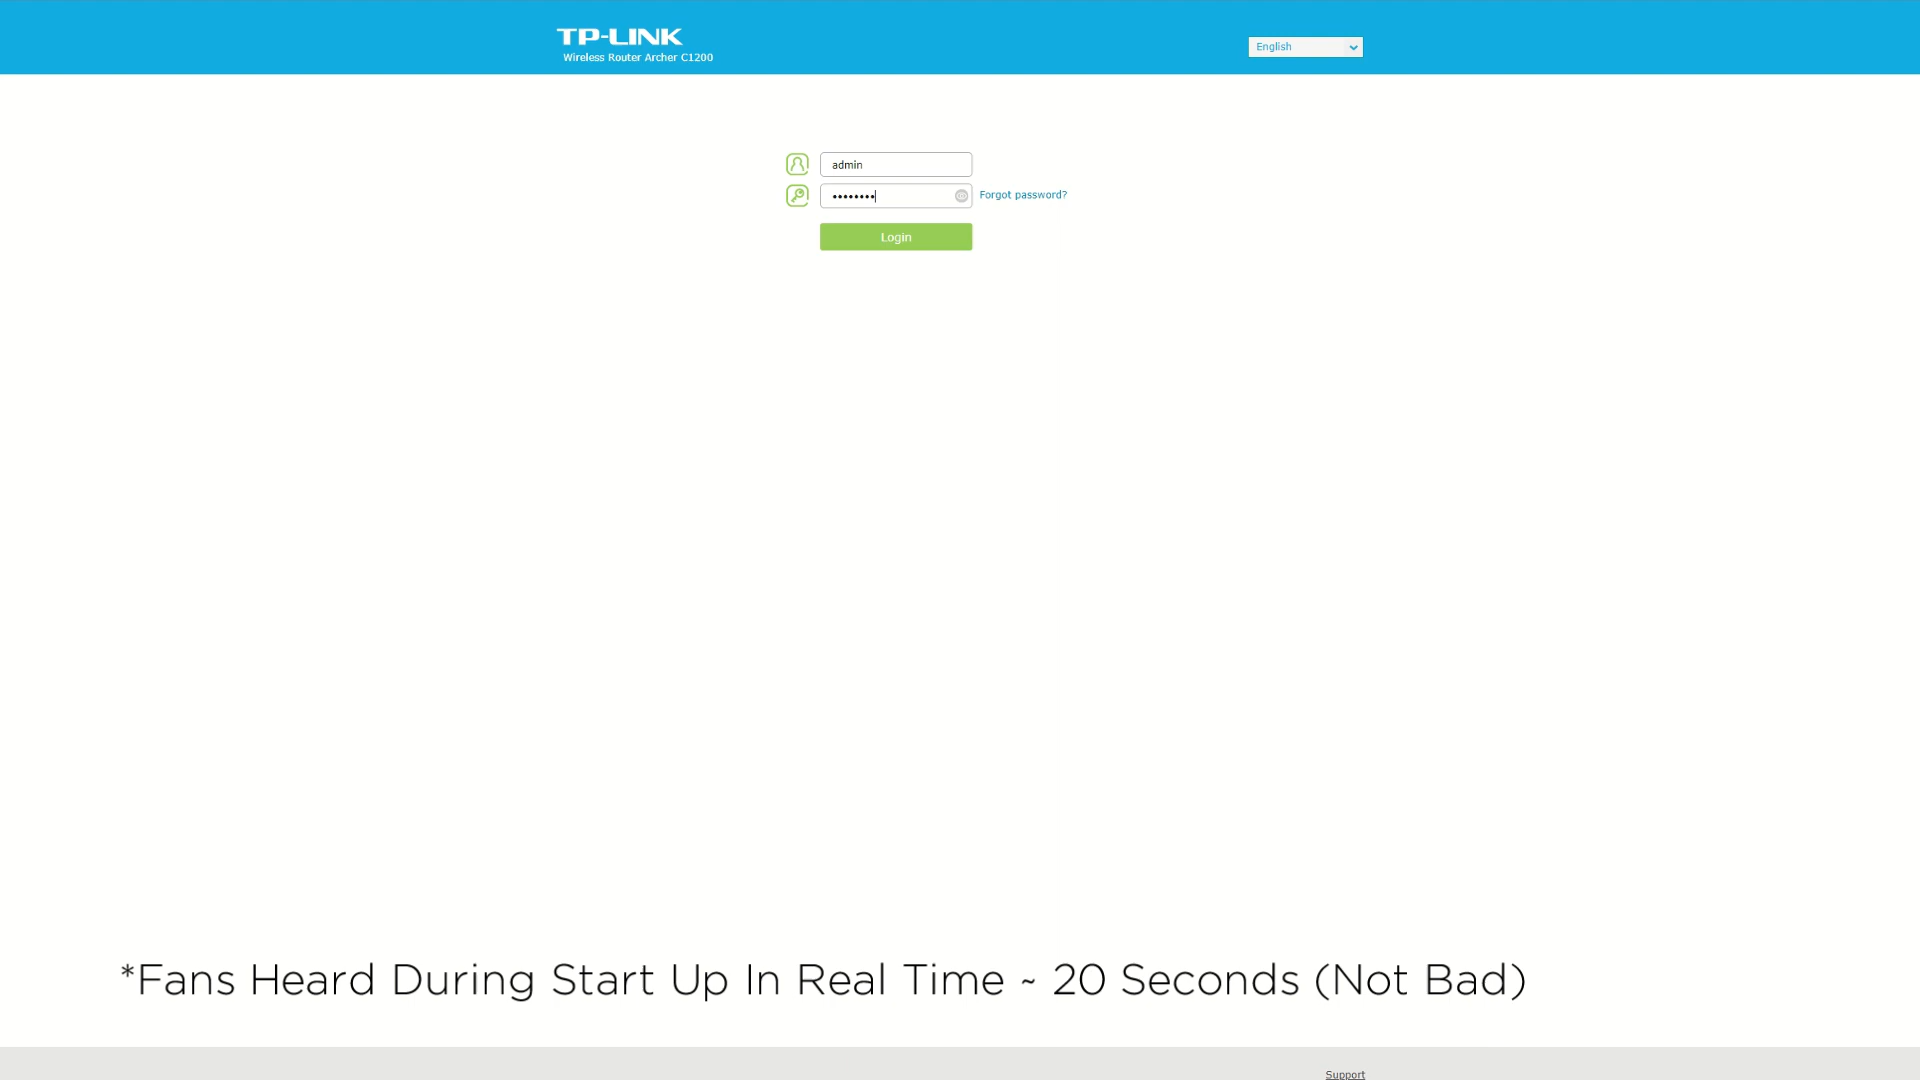 TP-LINK
Wireless Router Archer C1200
English
admin
••••••••
Forgot password?
Login
*Fans Heard During Start Up In Real Time ~ 20 Seconds (Not Bad)
Support